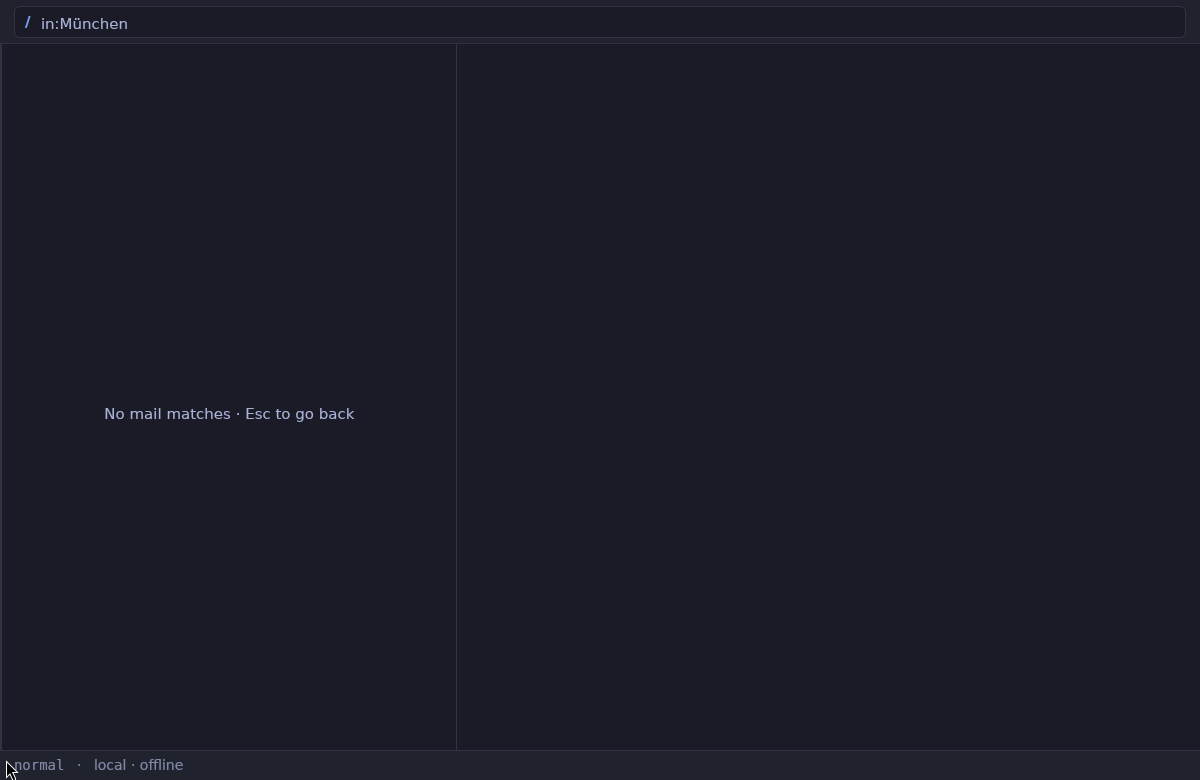 / in:München
No mail matches · Esc to go back
normal · local · offline